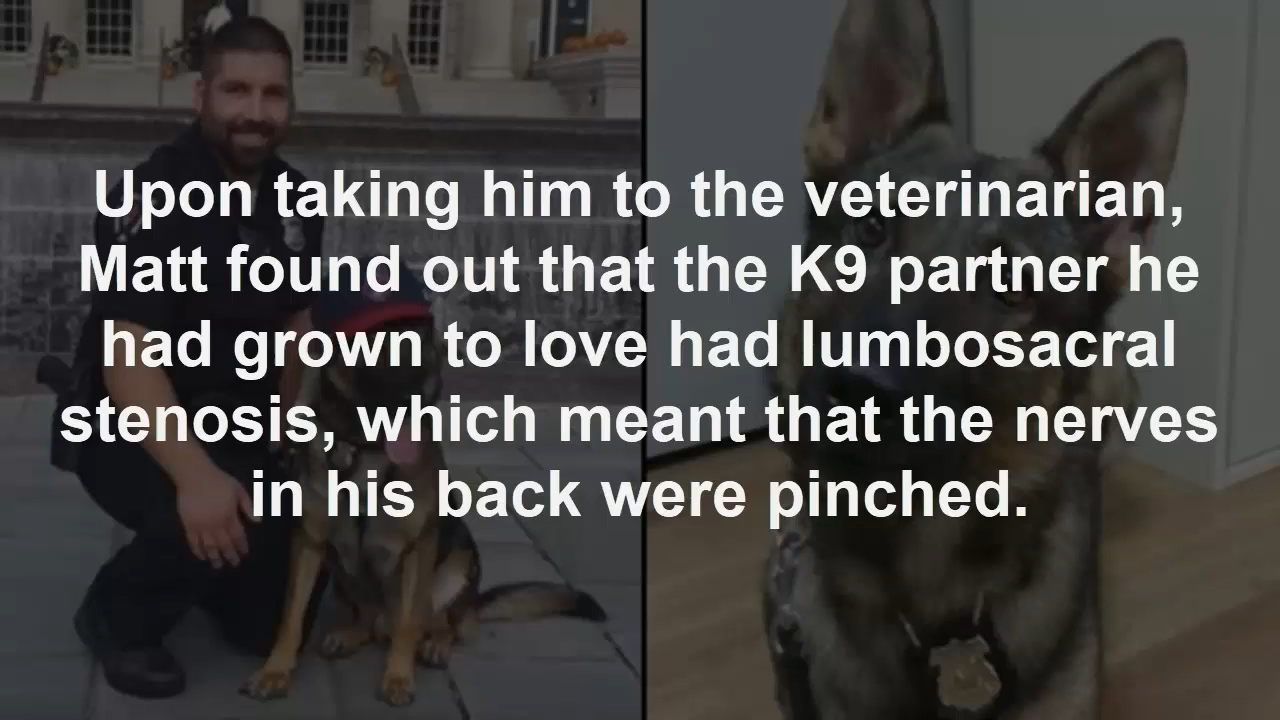 Upon taking him to the veterinarian,
Matt found out that the K9 partner he
had grown to love had lumbosacral
stenosis, which meant that the nerves
in his back were pinched.